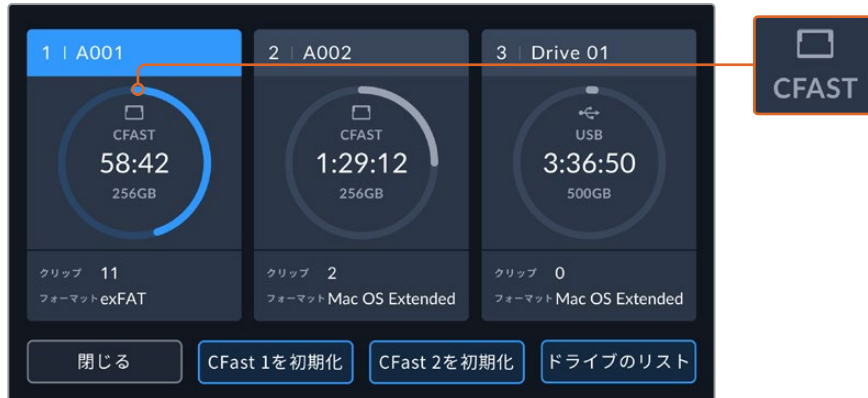 1 | A001
CFAST
58:42
256GB
クリップ 11
フォーマット exFAT
2 | A002
CFAST
1:29:12
256GB
クリップ 2
フォーマット Mac OS Extended
3 | Drive 01
USB
3:36:50
500GB
クリップ 0
フォーマット Mac OS Extended
CFAST
閉じる
CFast 1を初期化
CFast 2を初期化
ドライブのリスト